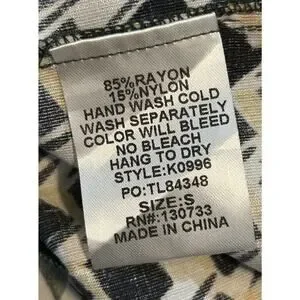 85%RAYON
15%NYLON
HAND WASH COLD
WASH SEPARATELY
COLOR WILL BLEED
NO BLEACH
HANG TO DRY
STYLE:K0996
PO:TL84348
SIZE:S
RN#:130733
MADE IN CHINA